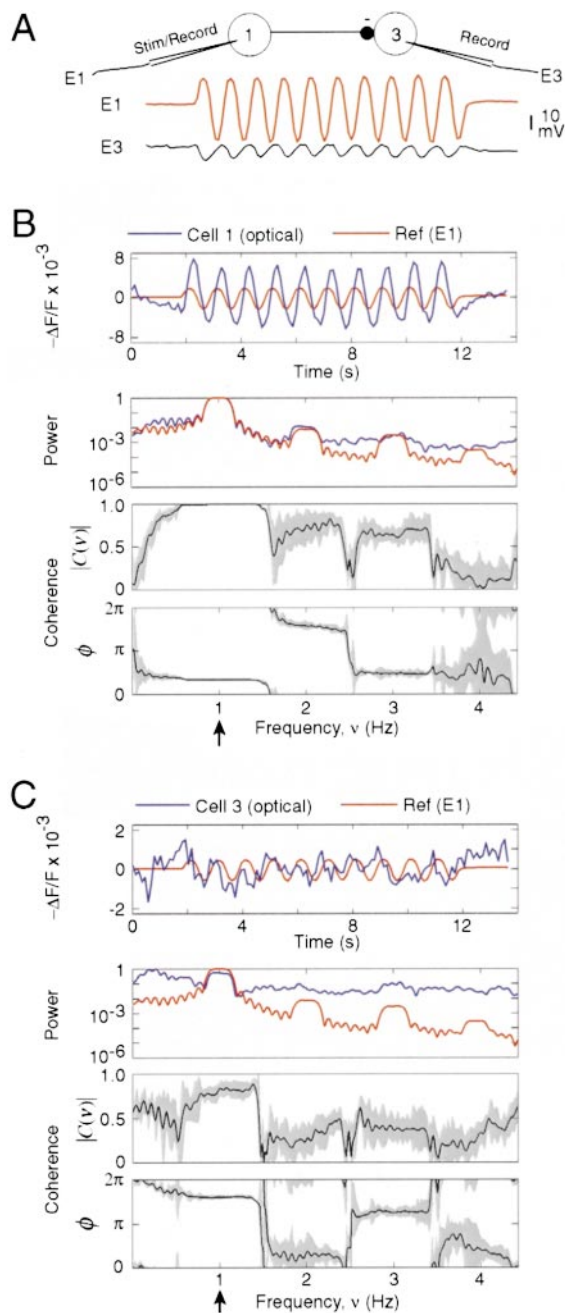 A
Stim/Record
1
-
3
Record
E1
E3
E1
E3
10
mV
B
Cell 1 (optical)
Ref (E1)
−ΔF/F x 10⁻³
8
0
-8
0
4
8
12
Time (s)
Power
1
10⁻³
10⁻⁶
Coherence
|C(ν)|
1.0
0.5
0
ϕ
2π
π
0
1
2
3
4
Frequency, ν (Hz)
C
Cell 3 (optical)
Ref (E1)
−ΔF/F x 10⁻³
2
0
-2
0
4
8
12
Time (s)
Power
1
10⁻³
10⁻⁶
Coherence
|C(ν)|
1.0
0.5
0
ϕ
2π
π
0
1
2
3
4
Frequency, ν (Hz)